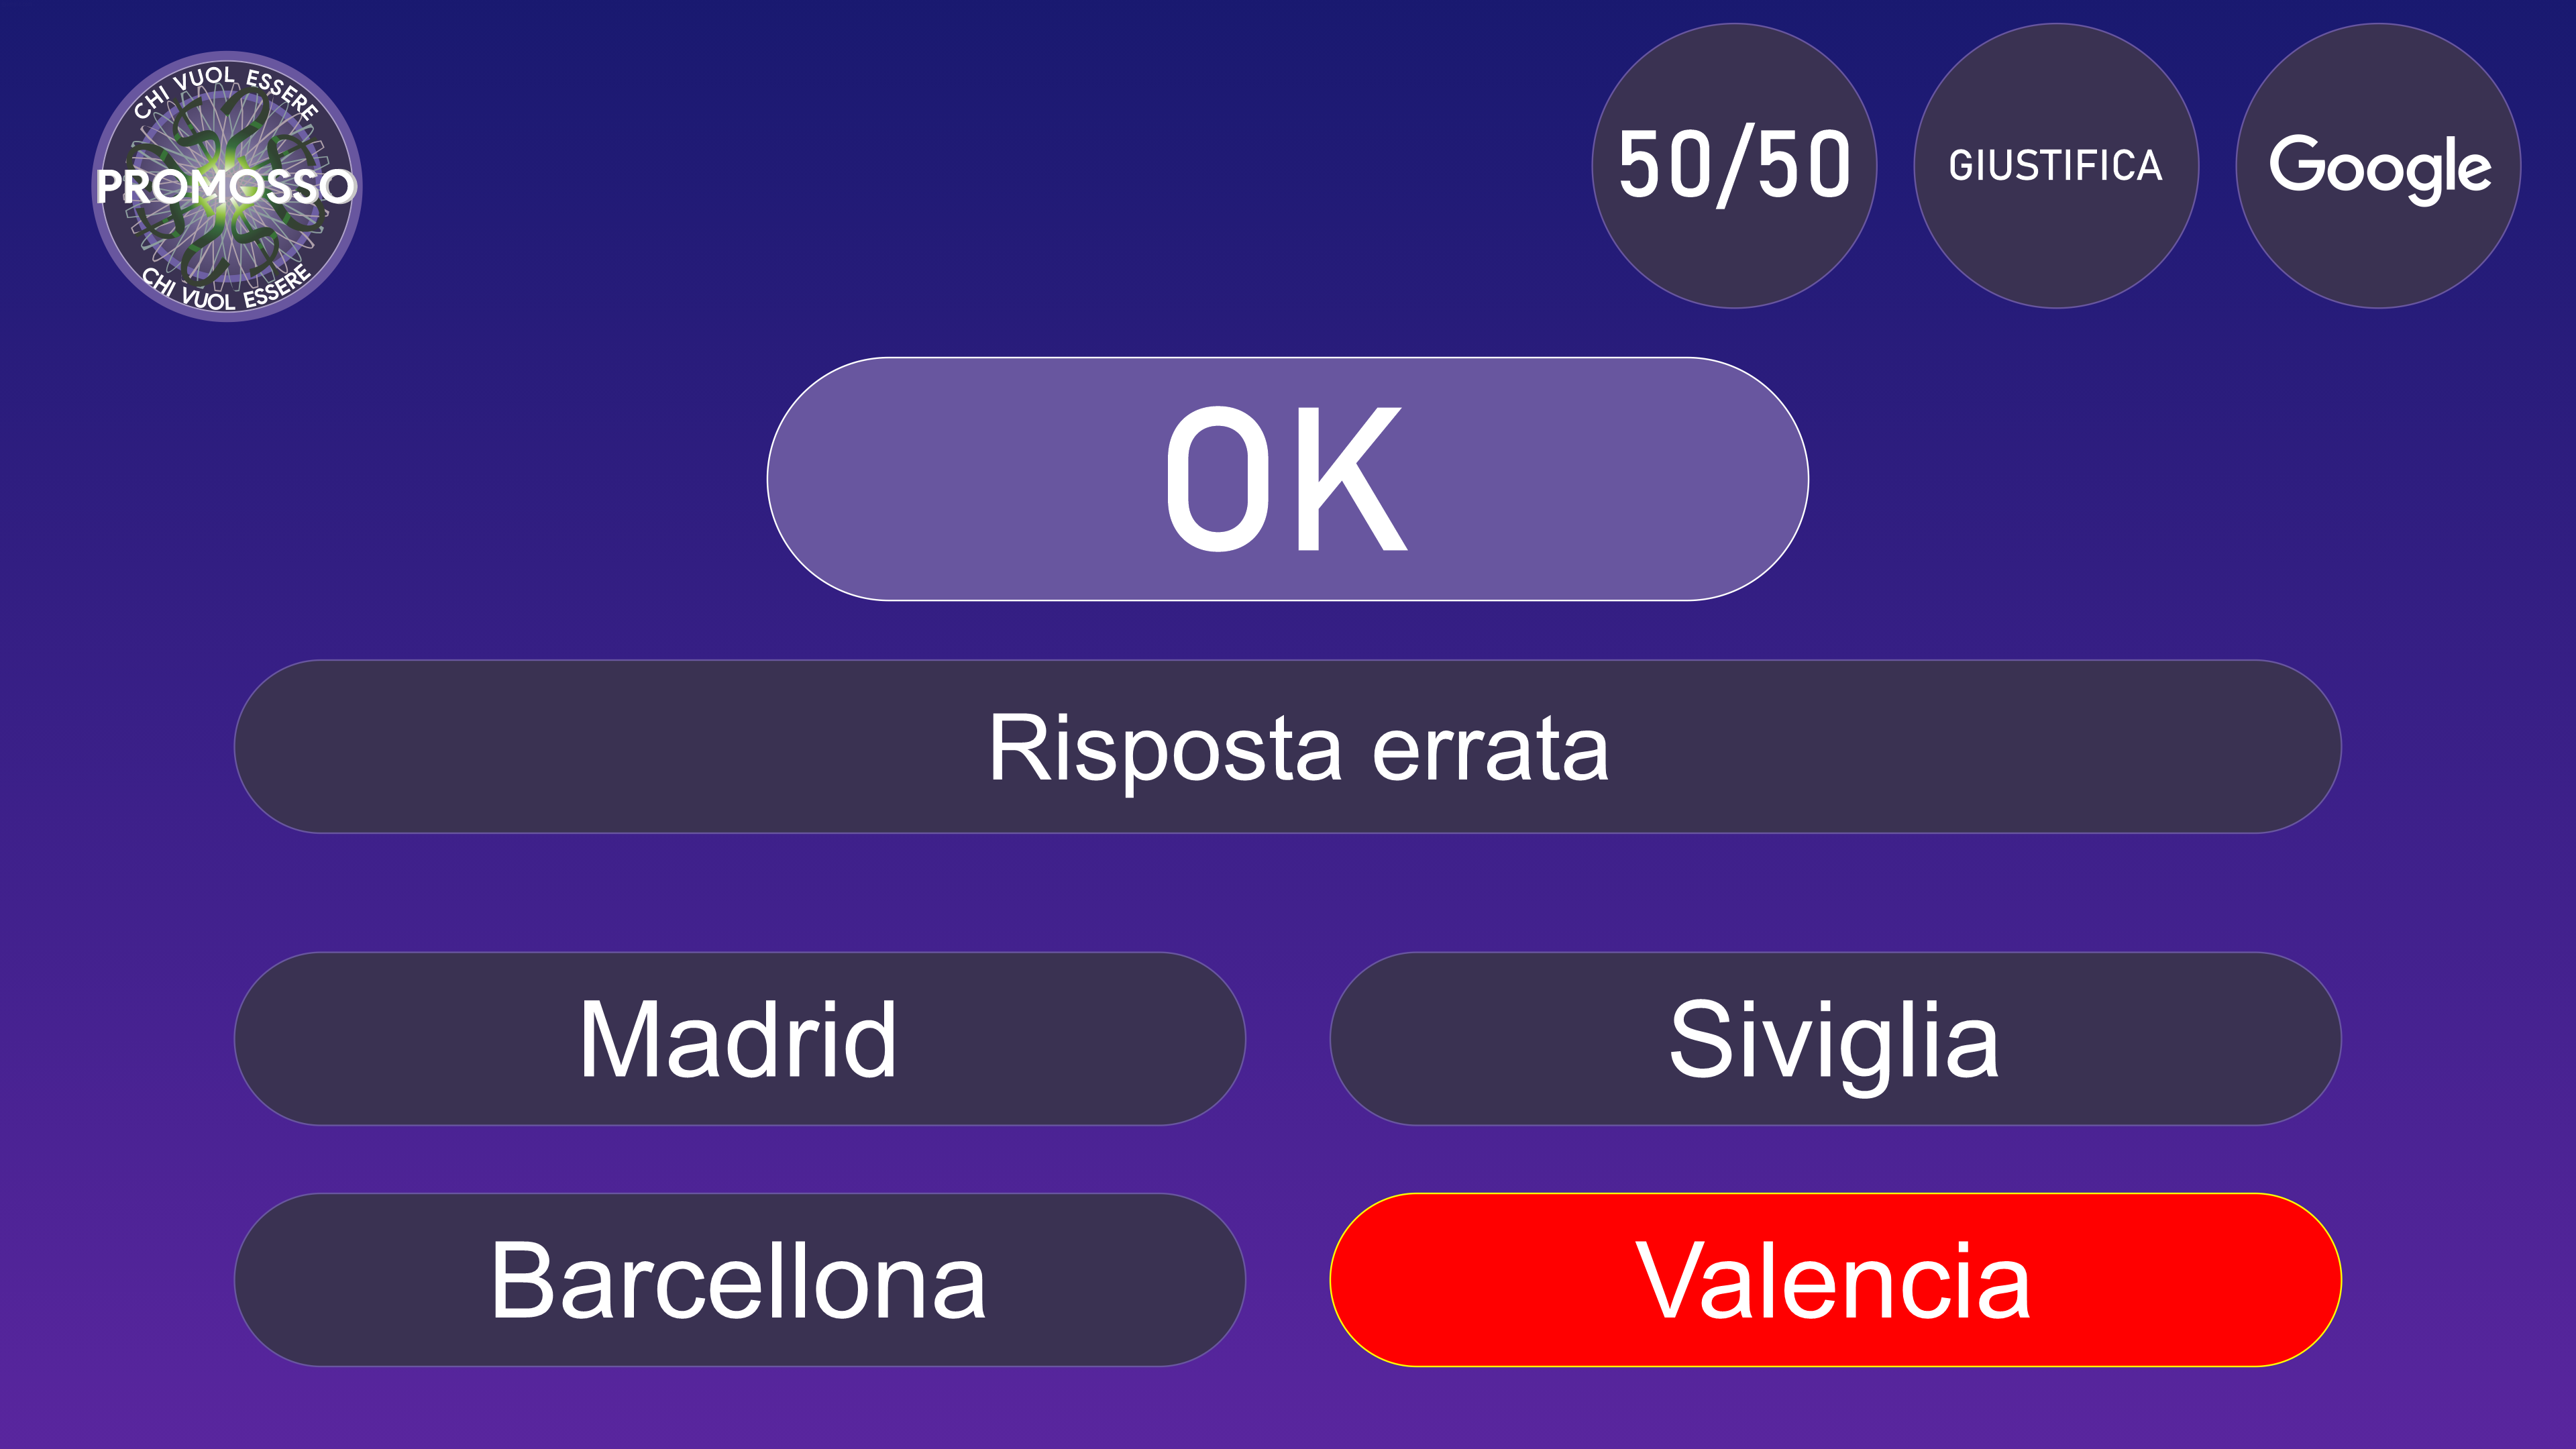 CHI VUOL ESSERE
PROMOSSO
CHI VUOL ESSERE
50/50
GIUSTIFICA
Google
OK
Risposta errata
Madrid
Siviglia
Barcellona
Valencia